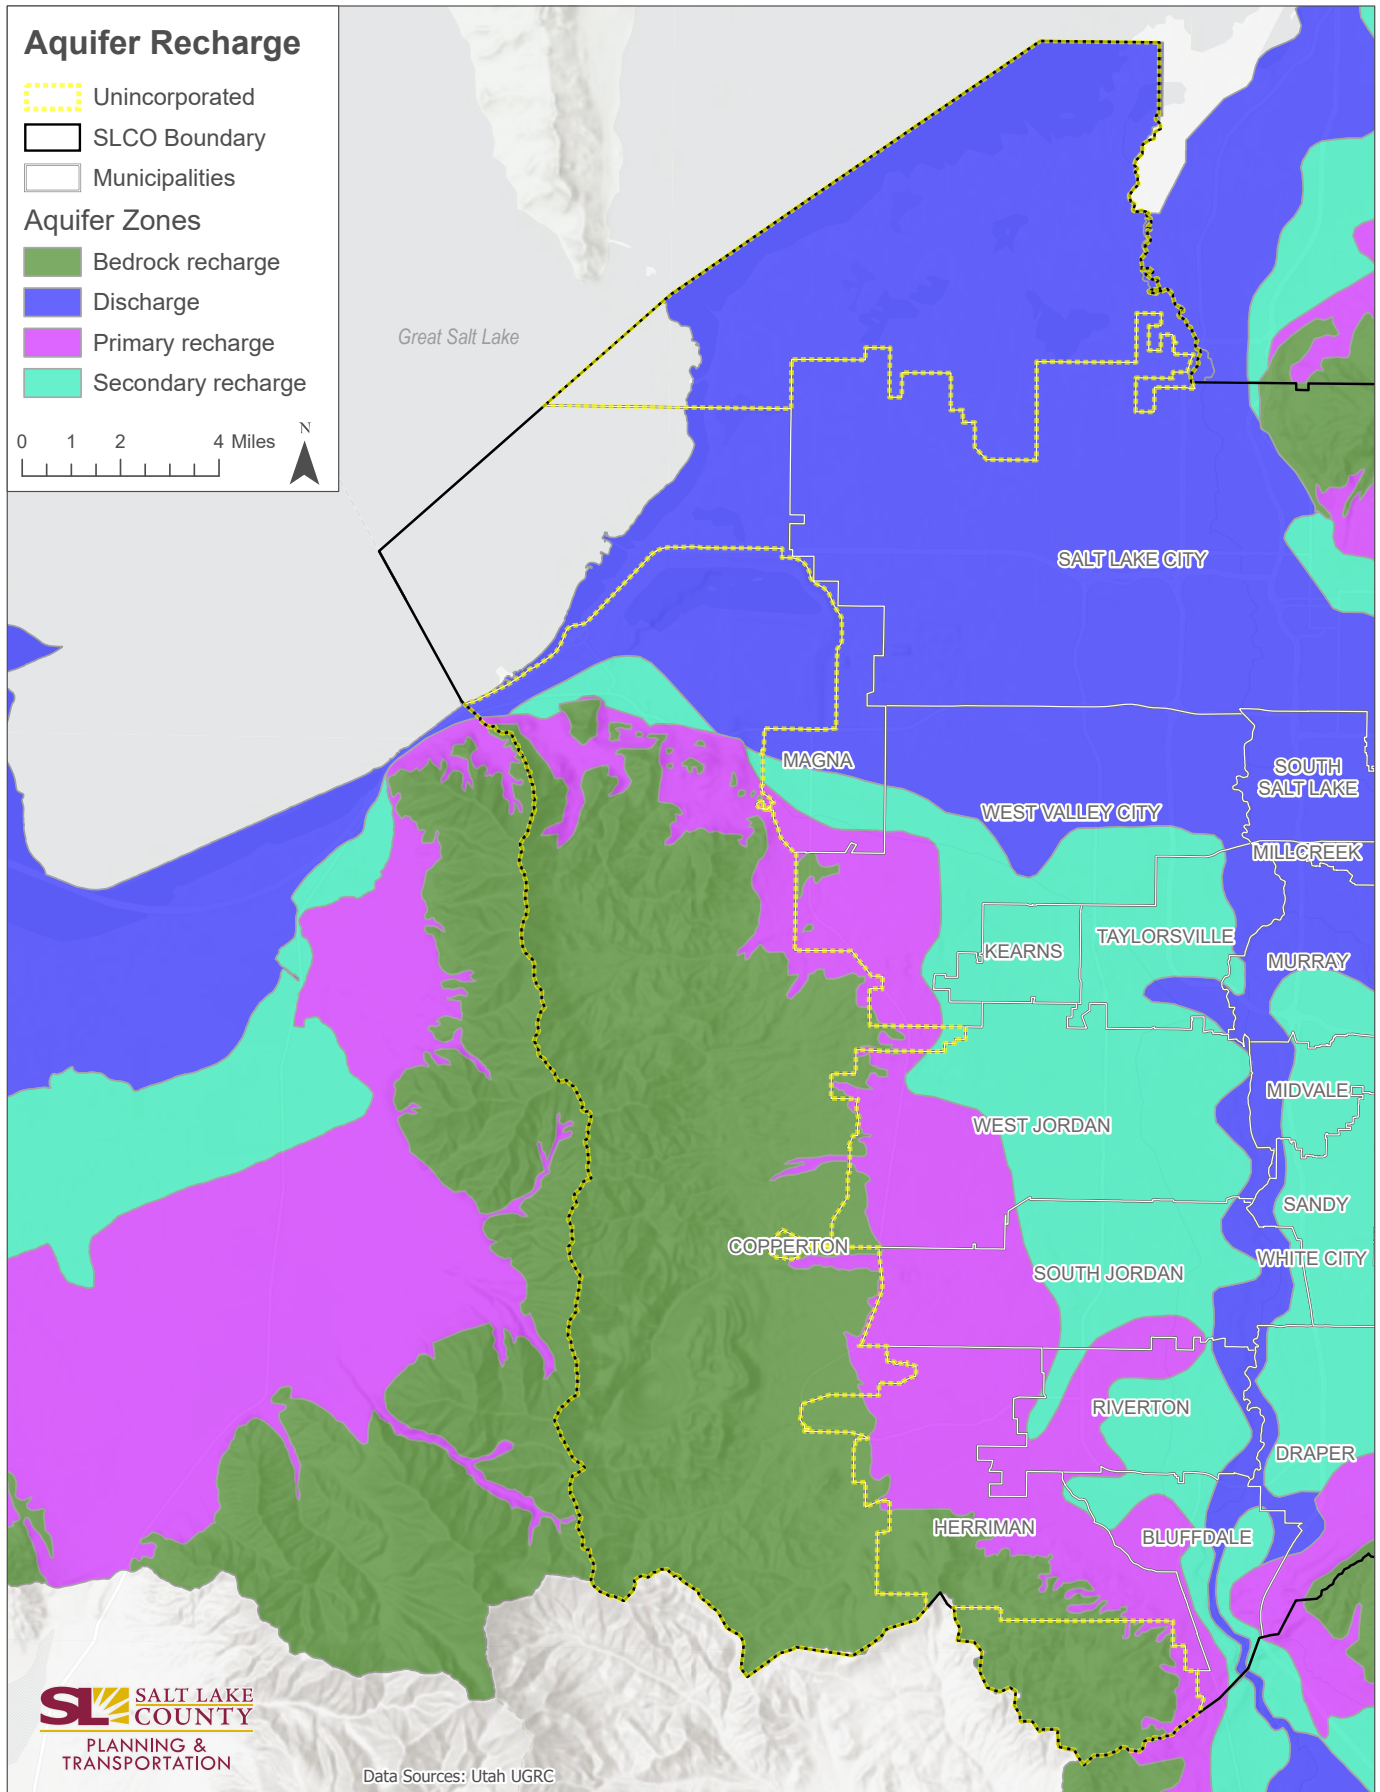 Aquifer Recharge
Unincorporated
SLCO Boundary
Municipalities
Aquifer Zones
Bedrock recharge
Discharge
Primary recharge
Secondary recharge
0 1 2 4 Miles
N
Great Salt Lake
SALT LAKE CITY
MAGNA
SOUTH
SALT LAKE
WEST VALLEY CITY
MILLCREEK
TAYLORSVILLE
KEARNS
MURRAY
MIDVALE
WEST JORDAN
SANDY
COPPERTON
WHITE CITY
SOUTH JORDAN
RIVERTON
DRAPER
HERRIMAN
BLUFFDALE
SL SALT LAKE
COUNTY
PLANNING &
TRANSPORTATION
Data Sources: Utah UGRC